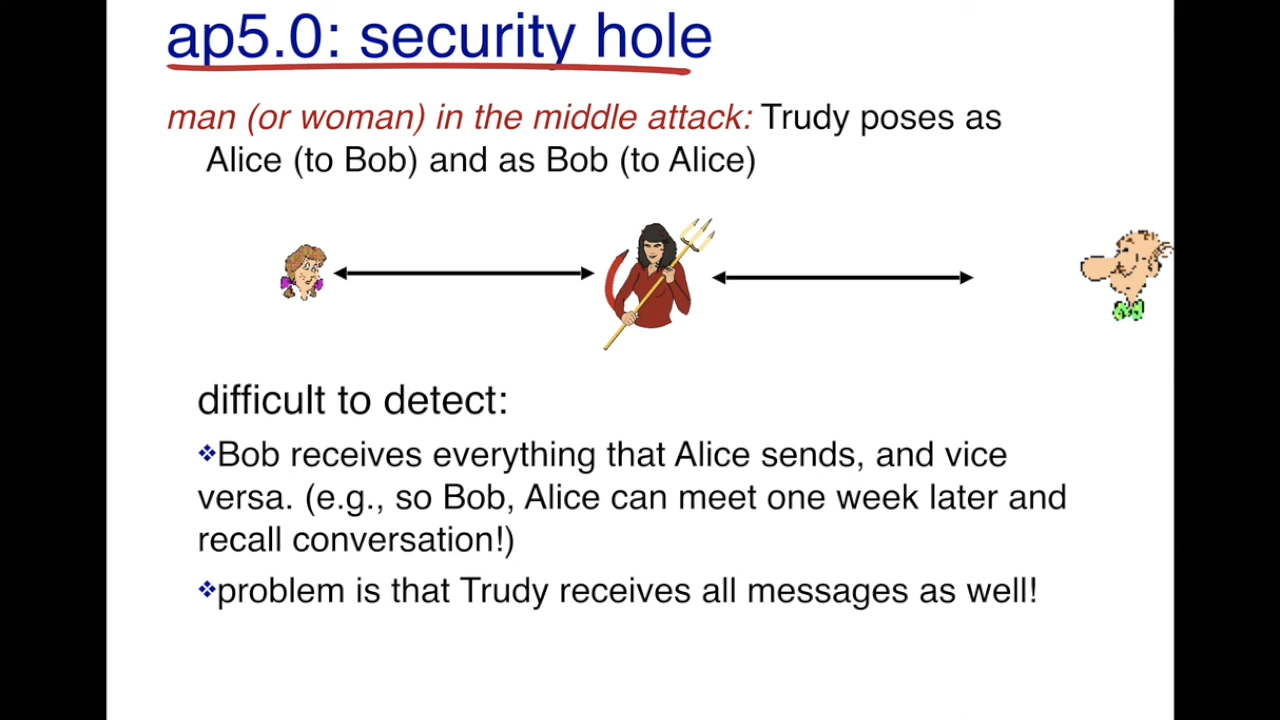 ap5.0: security hole
man (or woman) in the middle attack: Trudy poses as
Alice (to Bob) and as Bob (to Alice)
difficult to detect:
❖Bob receives everything that Alice sends, and vice
versa. (e.g., so Bob, Alice can meet one week later and
recall conversation!)
❖problem is that Trudy receives all messages as well!